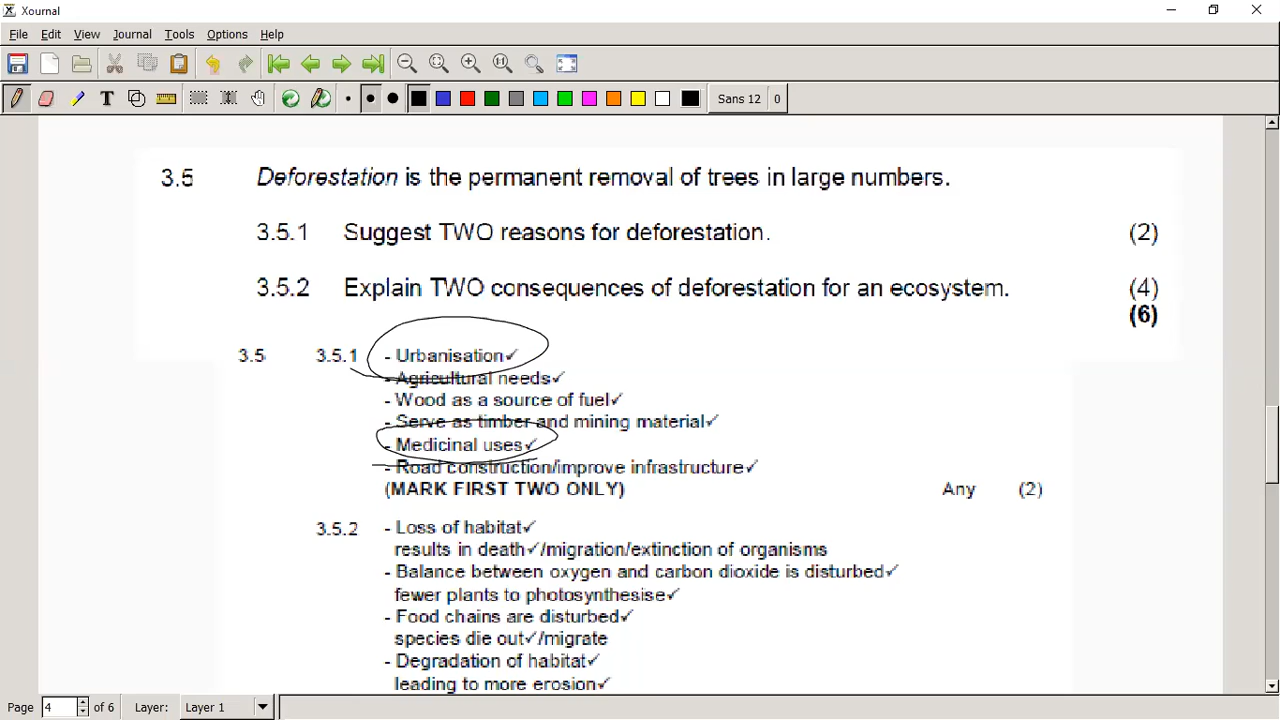 Xournal
File Edit View Journal Tools Options Help
Sans 12 0
3.5 Deforestation is the permanent removal of trees in large numbers.
3.5.1 Suggest TWO reasons for deforestation. (2)
3.5.2 Explain TWO consequences of deforestation for an ecosystem. (4)
(6)
3.5 3.5.1 - Urbanisation✓
- Agricultural needs✓
- Wood as a source of fuel✓
- Serve as timber and mining material✓
- Medicinal uses✓
- Road construction/improve infrastructure✓
(MARK FIRST TWO ONLY) Any (2)
3.5.2 - Loss of habitat✓
results in death✓/migration/extinction of organisms
- Balance between oxygen and carbon dioxide is disturbed✓
fewer plants to photosynthesise✓
- Food chains are disturbed✓
species die out✓/migrate
- Degradation of habitat✓
leading to more erosion✓
Page 4 of 6 Layer: Layer 1